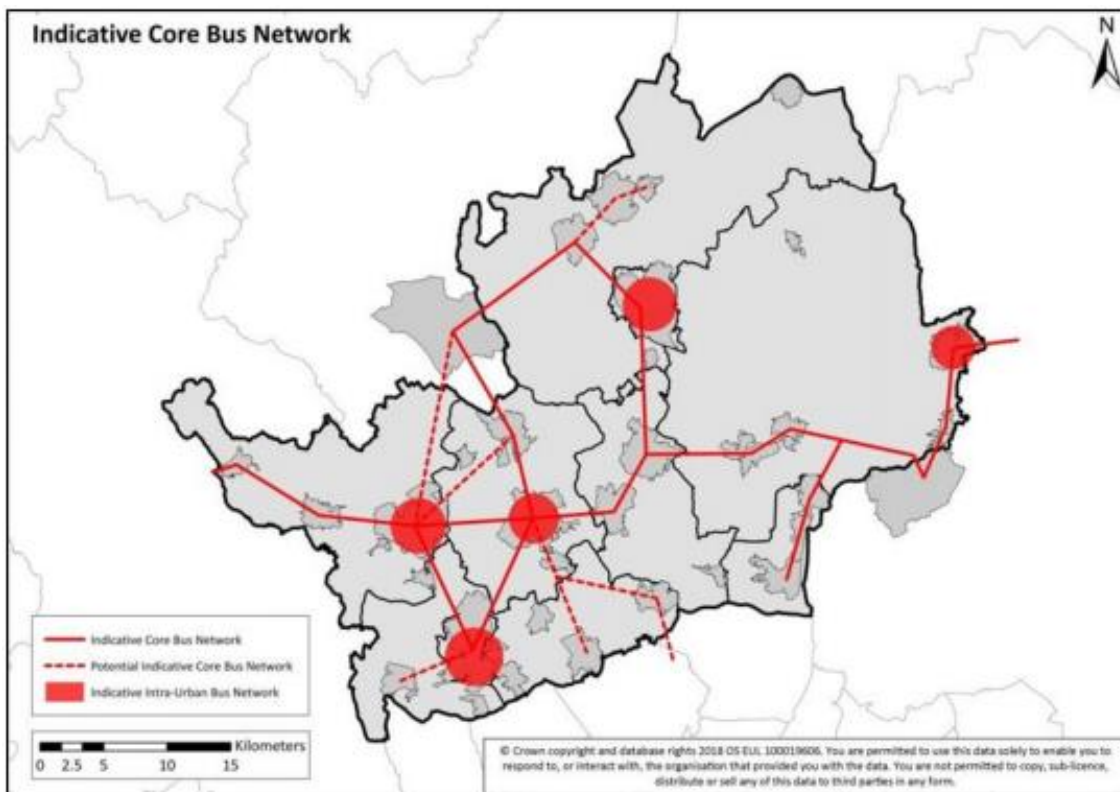 Indicative Core Bus Network
N
Indicative Core Bus Network
Potential Indicative Core Bus Network
Indicative Intra-Urban Bus Network
Kilometers
0 2.5 5 10 15
© Crown copyright and database rights 2018 OS EUL 100019606. You are permitted to use this data solely to enable you to
respond to, or interact with, the organisation that provided you with the data. You are not permitted to copy, sub-licence,
distribute or sell any of this data to third parties in any form.